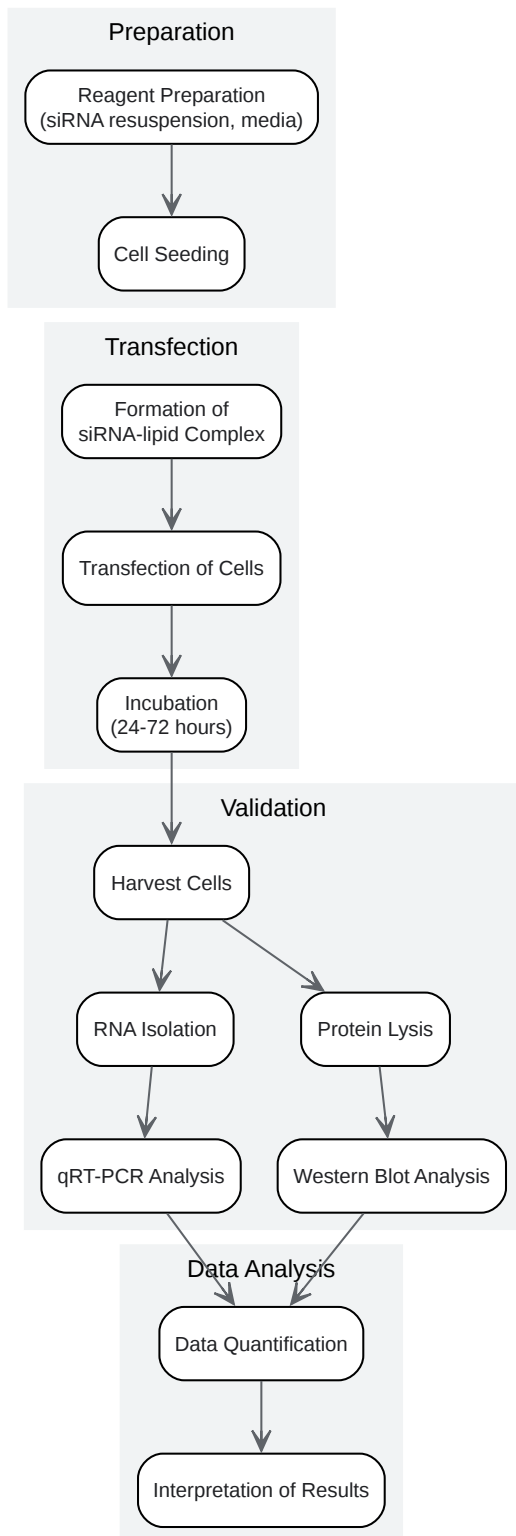 Preparation
Reagent Preparation
(siRNA resuspension, media)
Cell Seeding
Transfection
Formation of
siRNA-lipid Complex
Transfection of Cells
Incubation
(24-72 hours)
Validation
Harvest Cells
RNA Isolation
Protein Lysis
qRT-PCR Analysis
Western Blot Analysis
Data Analysis
Data Quantification
Interpretation of Results